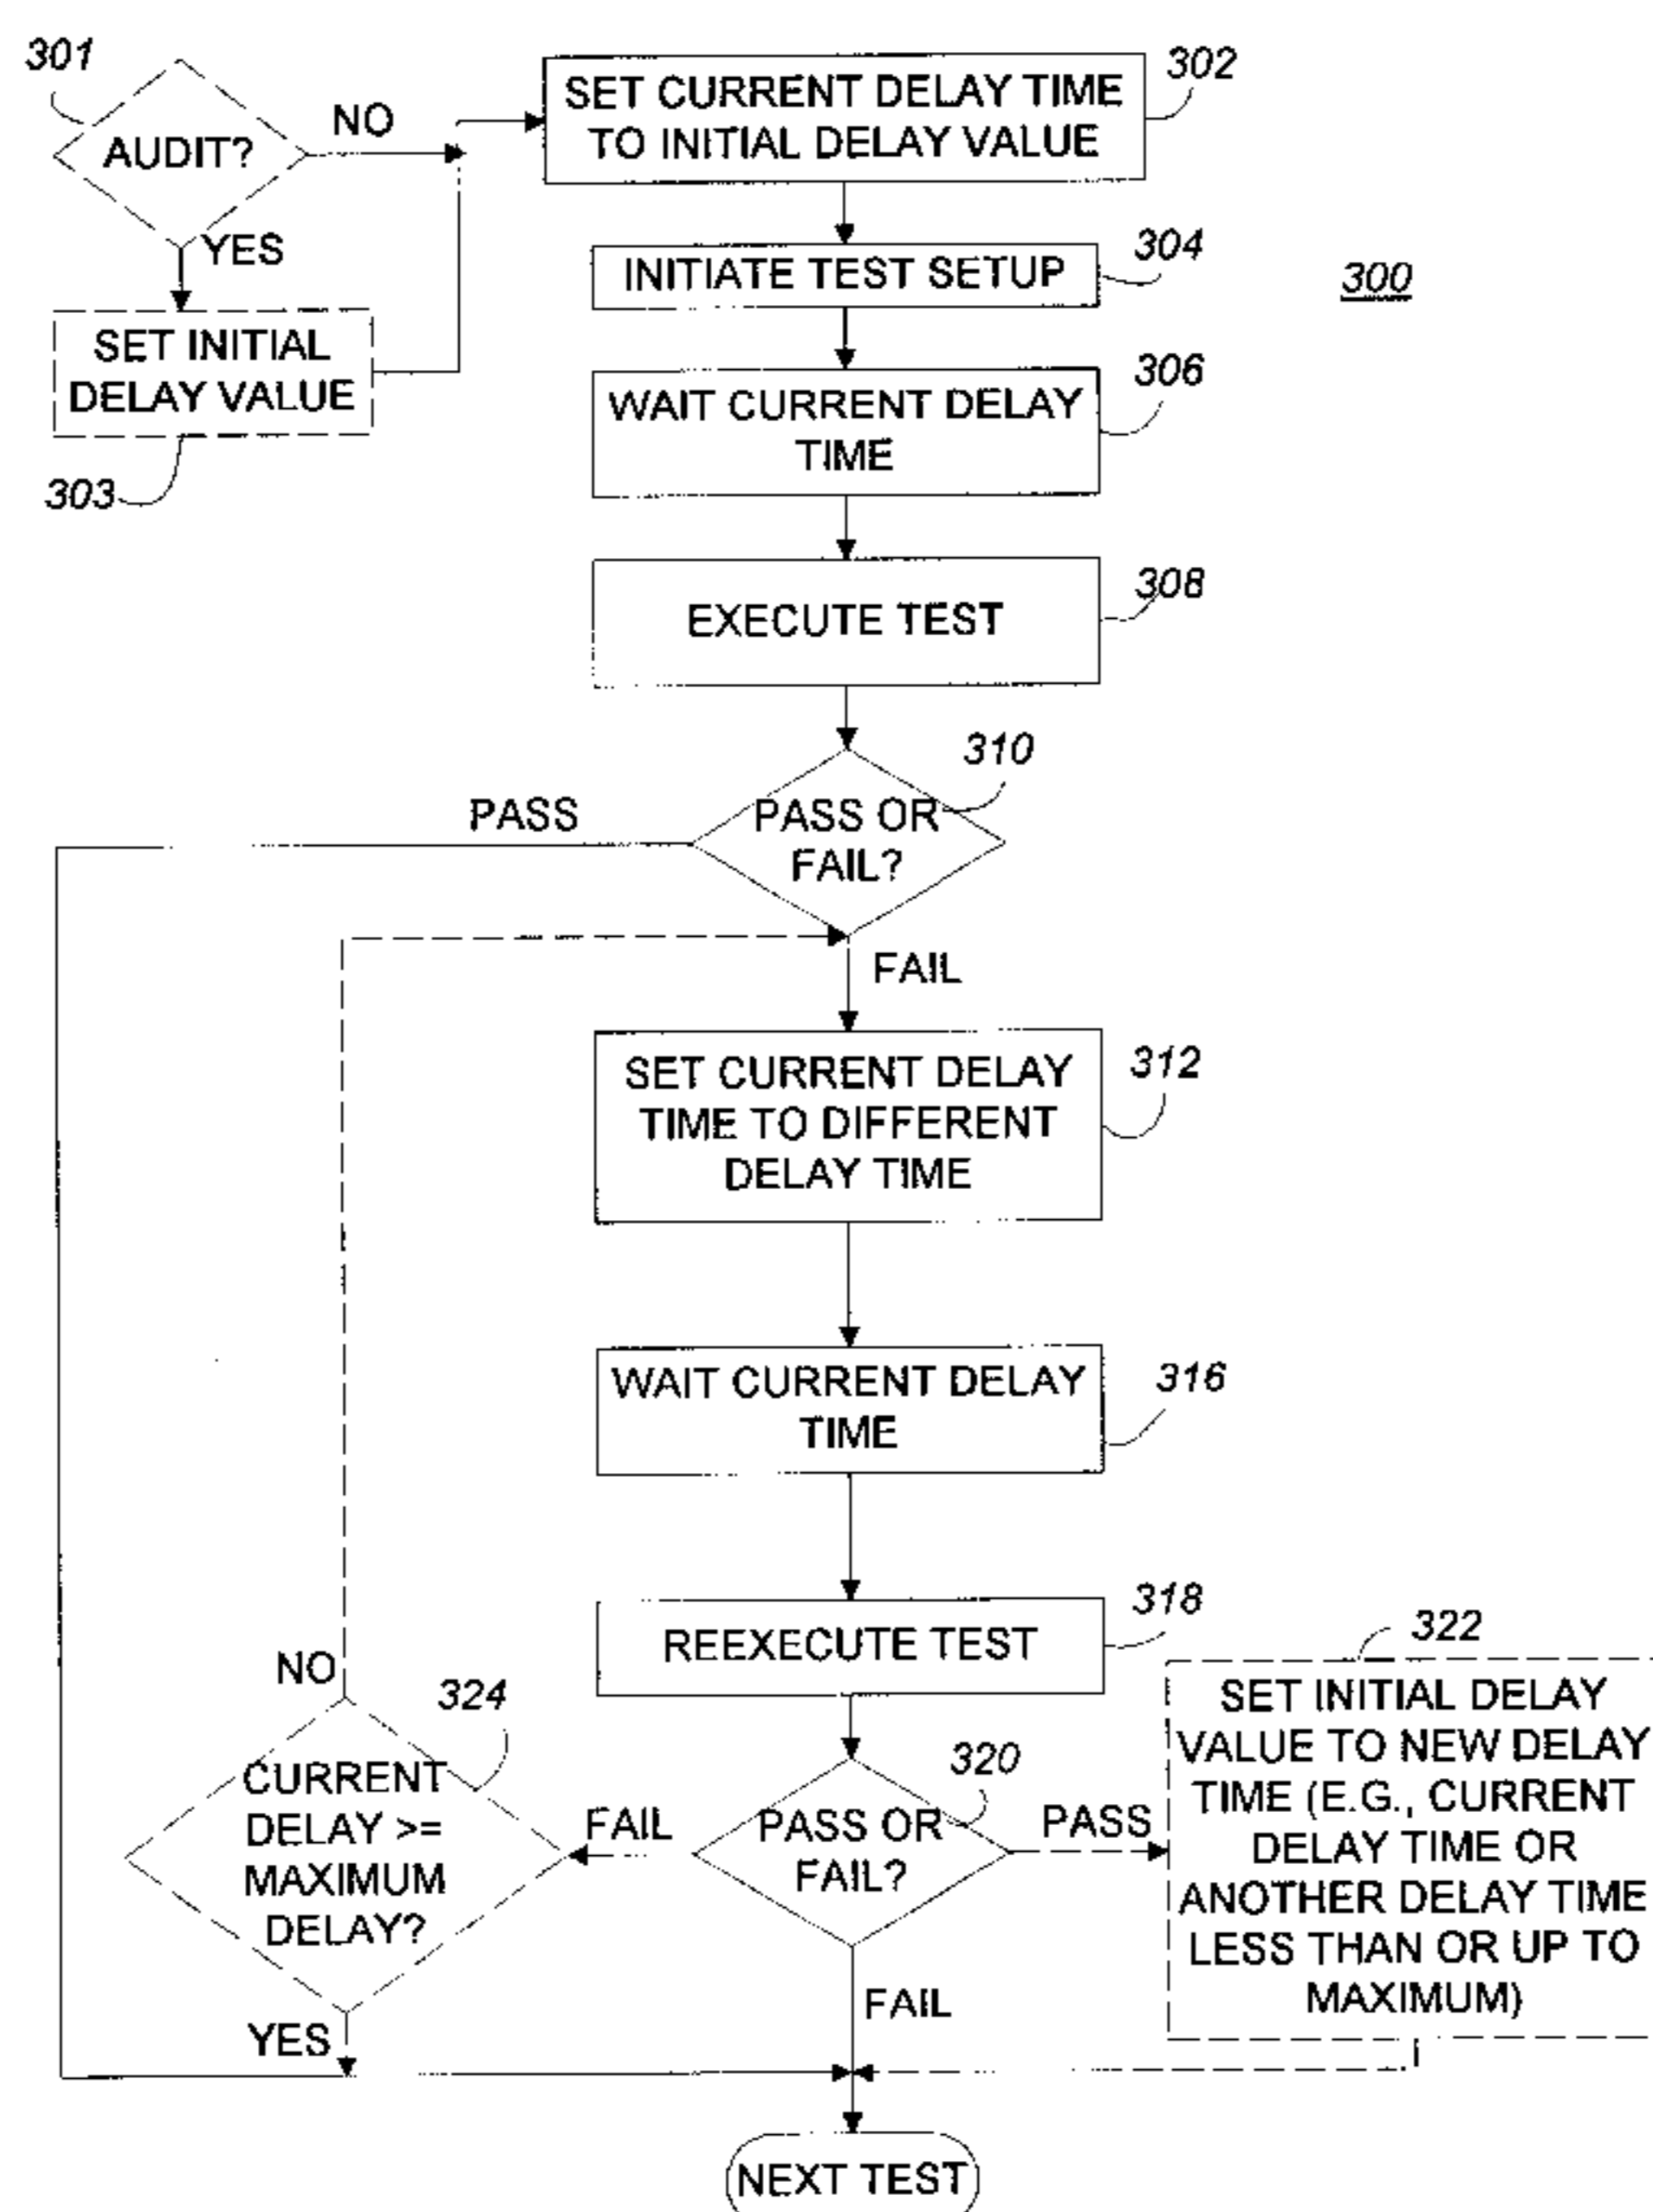 301
AUDIT?
NO
YES
SET INITIAL
DELAY VALUE
303
302
SET CURRENT DELAY TIME
TO INITIAL DELAY VALUE
304
INITIATE TEST SETUP
300
306
WAIT CURRENT DELAY
TIME
308
EXECUTE TEST
310
PASS
PASS OR
FAIL?
FAIL
312
SET CURRENT DELAY
TIME TO DIFFERENT
DELAY TIME
316
WAIT CURRENT DELAY
TIME
318
REEXECUTE TEST
322
SET INITIAL DELAY
VALUE TO NEW DELAY
TIME (E.G., CURRENT
DELAY TIME OR
ANOTHER DELAY TIME
LESS THAN OR UP TO
MAXIMUM)
320
PASS OR
FAIL?
PASS
FAIL
NO
324
CURRENT
DELAY >=
MAXIMUM
DELAY?
YES
FAIL
NEXT TEST